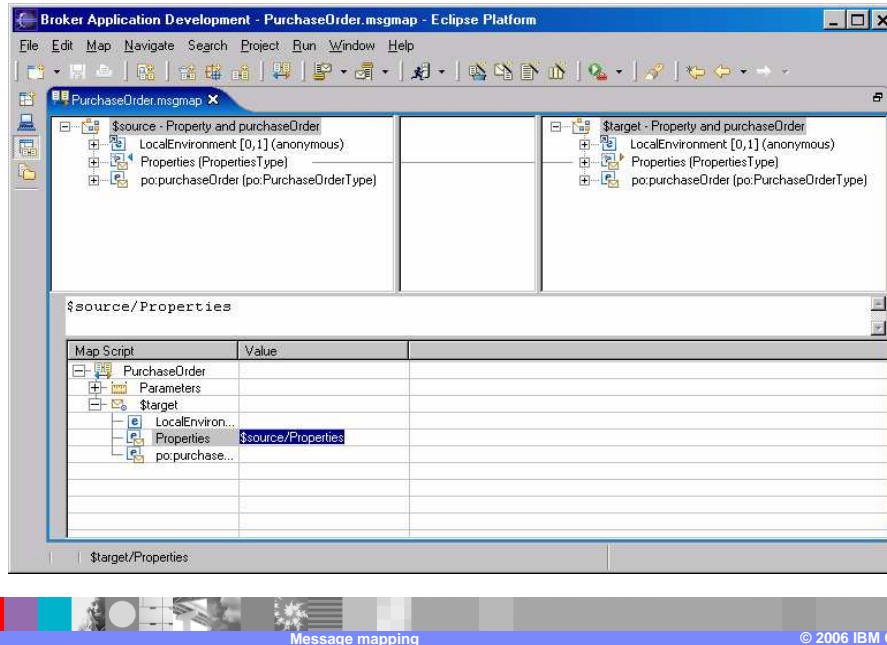 Broker Application Development - PurchaseOrder.msgmap - Eclipse Platform
File Edit Map Navigate Search Project Run Window Help
PurchaseOrder.msgmap
$source - Property and purchaseOrder
LocalEnvironment [0,1] (anonymous)
Properties (PropertiesType)
po:purchaseOrder (po:PurchaseOrderType)
$target - Property and purchaseOrder
LocalEnvironment [0,1] (anonymous)
Properties (PropertiesType)
po:purchaseOrder (po:PurchaseOrderType)
$source/Properties
Map Script Value
PurchaseOrder
Parameters
$target
LocalEnviron...
Properties $source/Properties
po:purchase...
$target/Properties
Message mapping © 2006 IBM